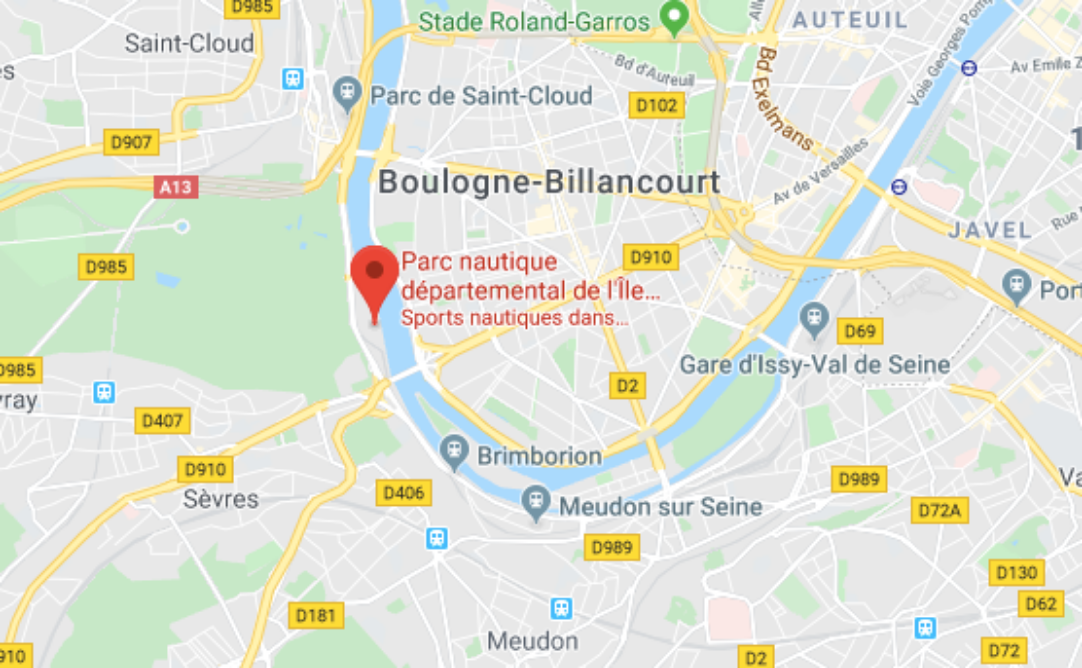 D985
Stade Roland-Garros
AUTEUIL
Saint-Cloud
Bd d'Auteuil
Voie Georges Pomp
Av Emile Z
Parc de Saint-Cloud
D102
Bd Exelmans
D907
Av de Versailles
A13
Boulogne-Billancourt
JAVEL
Rue
D985
D910
Parc nautique
départemental de l'Île...
Sports nautiques dans...
Port
D69
Gare d'Issy-Val de Seine
D985
D2
vray
D407
Brimborion
D910
Sèvres
D406
D989
Va
Meudon sur Seine
D72A
D989
D130
D62
D181
Meudon
D72
910
D2